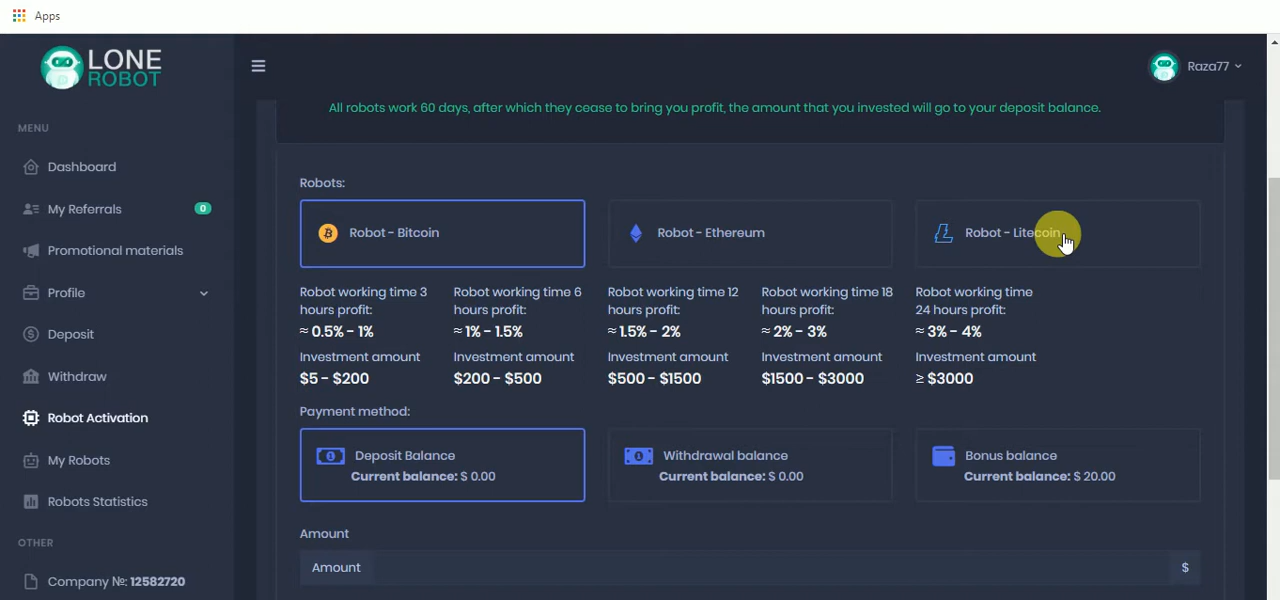 Apps
LONE
ROBOT
Raza77
MENU
Dashboard
My Referrals 0
Promotional materials
Profile
Deposit
Withdraw
Robot Activation
My Robots
Robots Statistics
OTHER
Company №: 12582720
All robots work 60 days, after which they cease to bring you profit, the amount that you invested will go to your deposit balance.
Robots:
Robot - Bitcoin
Robot - Ethereum
Robot - Litecoin
Robot working time 3
hours profit:
≈ 0.5% - 1%
Investment amount
$5 - $200
Robot working time 6
hours profit:
≈ 1% - 1.5%
Investment amount
$200 - $500
Robot working time 12
hours profit:
≈ 1.5% - 2%
Investment amount
$500 - $1500
Robot working time 18
hours profit:
≈ 2% - 3%
Investment amount
$1500 - $3000
Robot working time
24 hours profit:
≈ 3% - 4%
Investment amount
≥ $3000
Payment method:
Deposit Balance
Current balance: $ 0.00
Withdrawal balance
Current balance: $ 0.00
Bonus balance
Current balance: $ 20.00
Amount
Amount $